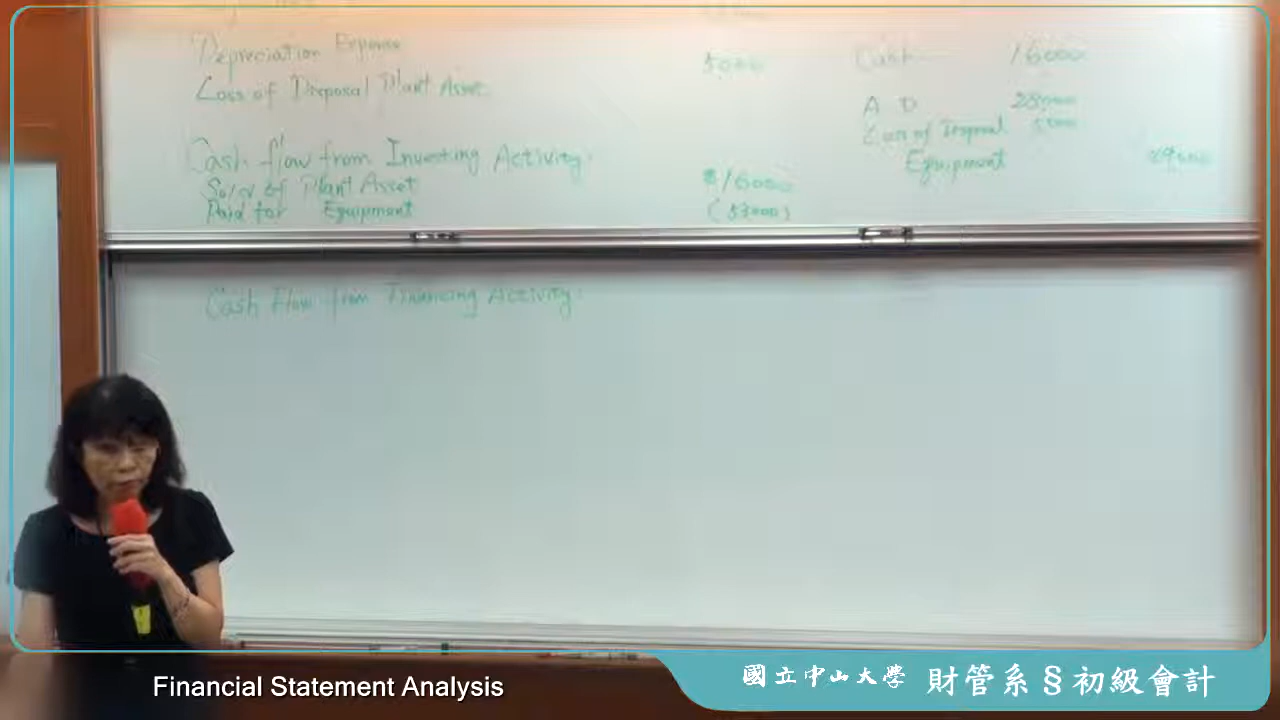 Depreciation Expense
Loss of Disposal Plant Asset
5000
Cash flow from Investing Activity:
Sale of Plant Asset $16000
Paid for Equipment (53000)
Cash 16000
A D 28000
Loss of Disposal 5000
Equipment
Cash Flow from Financing Activity:
Financial Statement Analysis
國立中山大學 財管系§初級會計